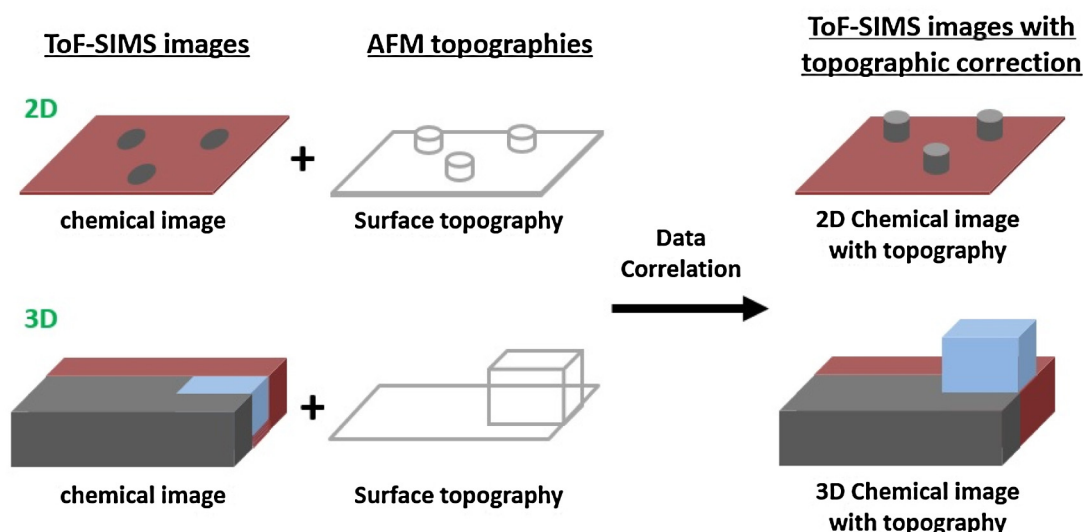 ToF-SIMS images
AFM topographies
ToF-SIMS images with
topographic correction
2D
+
chemical image
Surface topography
2D Chemical image
with topography
Data
Correlation
3D
+
chemical image
Surface topography
3D Chemical image
with topography